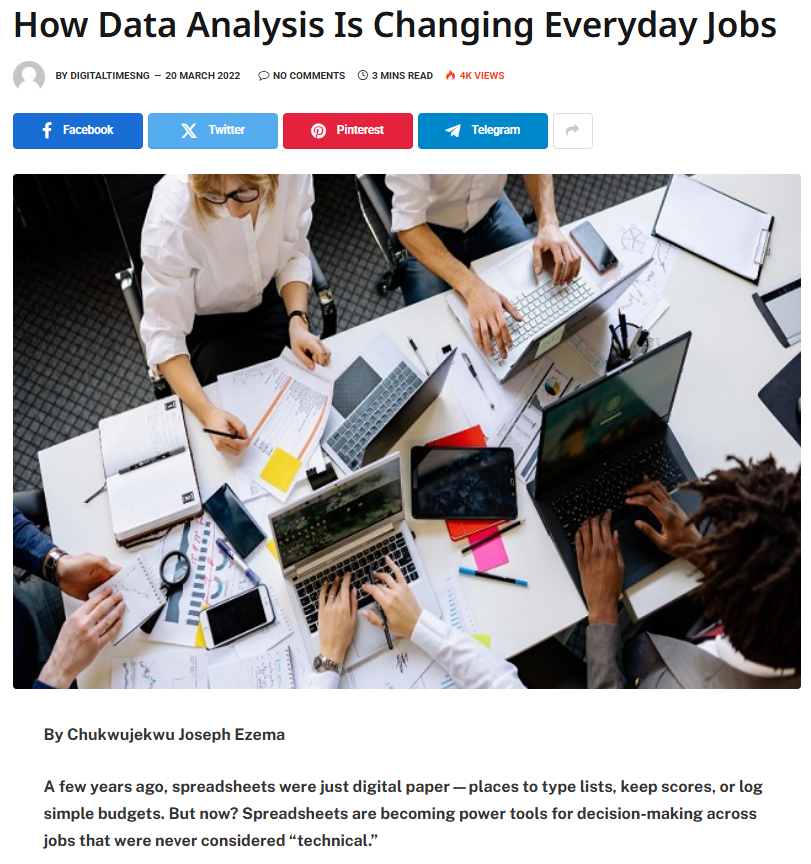 How Data Analysis Is Changing Everyday Jobs
BY DIGITALTIMESNG — 20 MARCH 2022 NO COMMENTS 3 MINS READ 4K VIEWS
Facebook Twitter Pinterest Telegram
By Chukwujekwu Joseph Ezema
A few years ago, spreadsheets were just digital paper — places to type lists, keep scores, or log
simple budgets. But now? Spreadsheets are becoming power tools for decision-making across
jobs that were never considered “technical.”